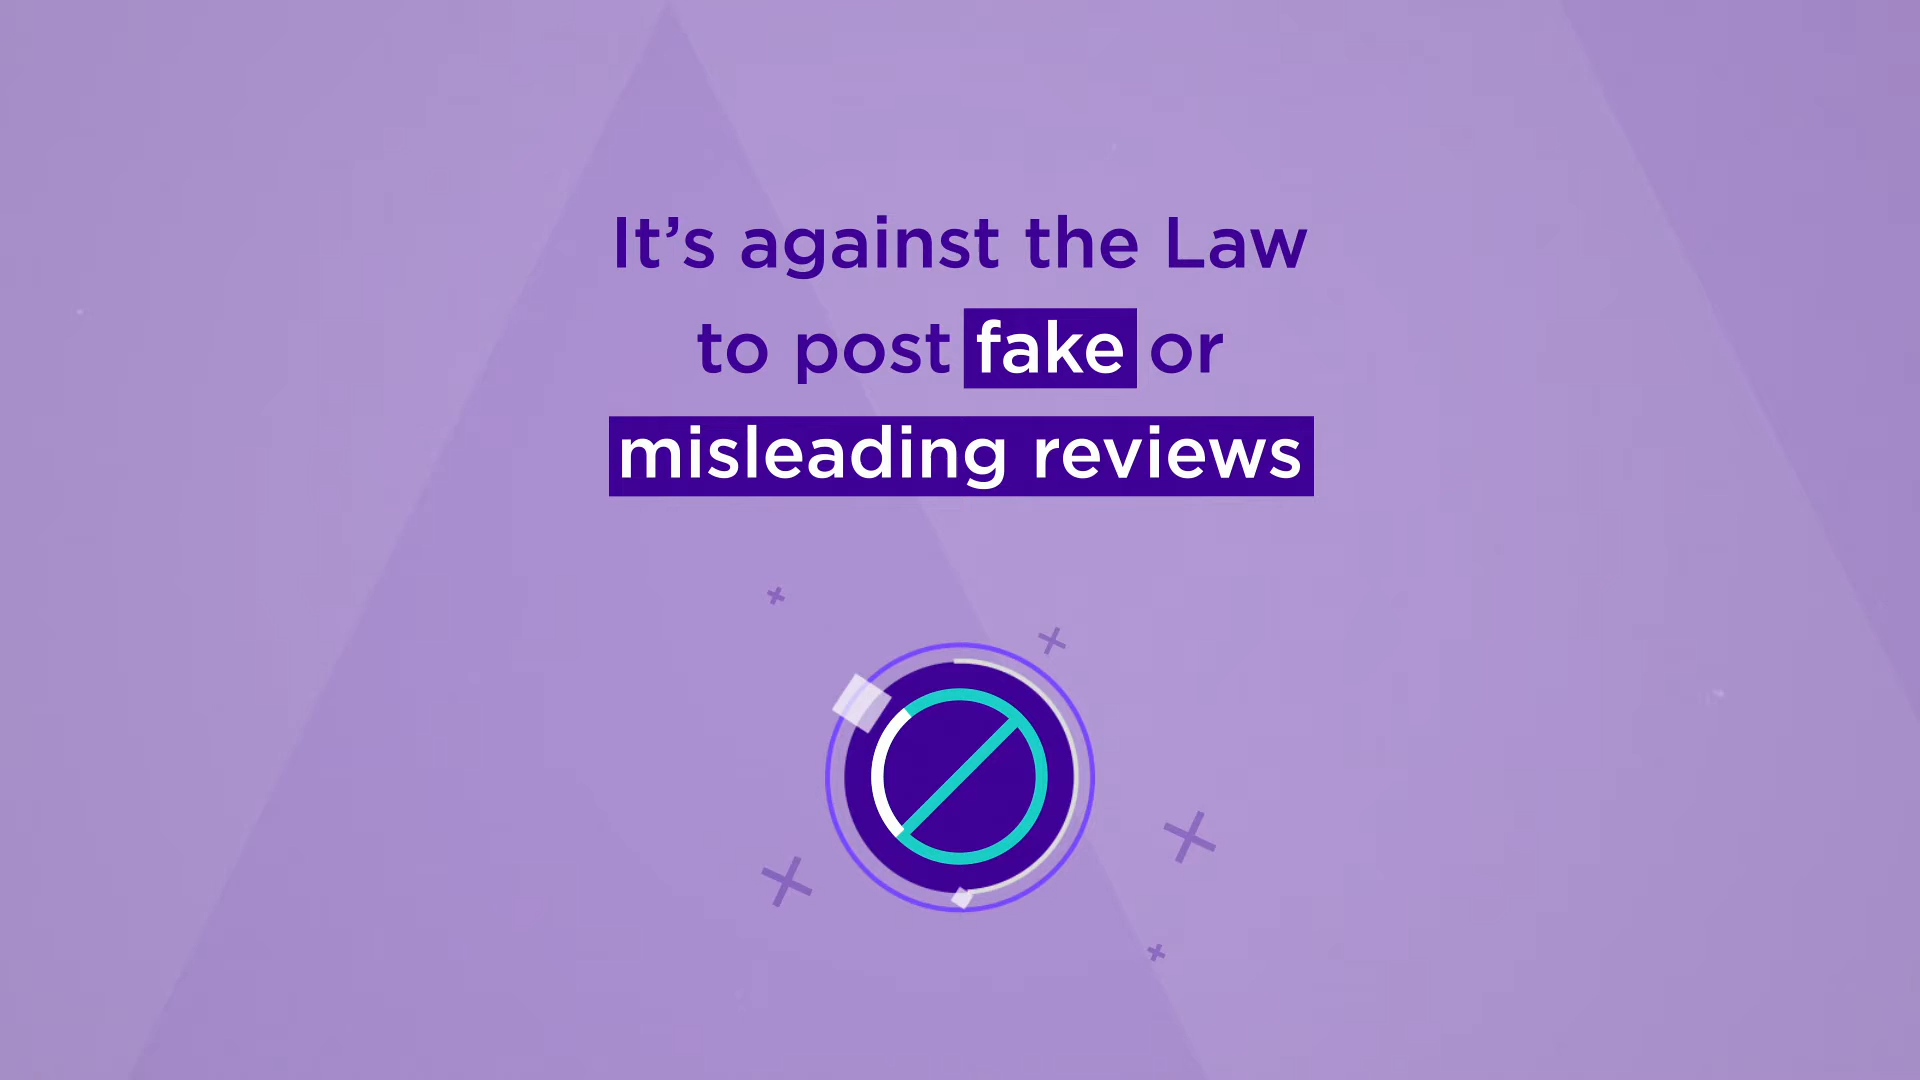 It’s against the Law
to post fake or
misleading reviews